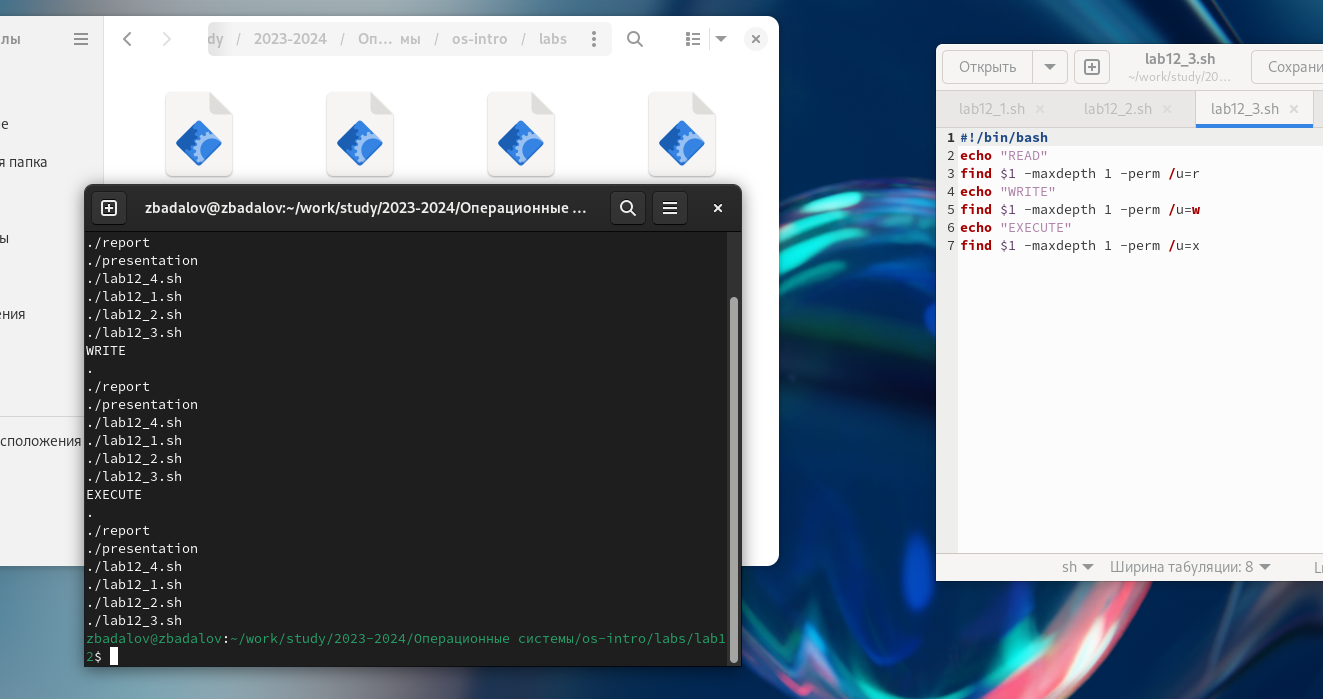 лы
dy / 2023-2024 / Оп… мы / os-intro / labs
е
я папка
ы
ения
сположения
zbadalov@zbadalov:~/work/study/2023-2024/Операционные …
./report
./presentation
./lab12_4.sh
./lab12_1.sh
./lab12_2.sh
./lab12_3.sh
WRITE
.
./report
./presentation
./lab12_4.sh
./lab12_1.sh
./lab12_2.sh
./lab12_3.sh
EXECUTE
.
./report
./presentation
./lab12_4.sh
./lab12_1.sh
./lab12_2.sh
./lab12_3.sh
zbadalov@zbadalov:~/work/study/2023-2024/Операционные системы/os-intro/labs/lab1
2$
Открыть
lab12_3.sh
~/work/study/20…
Сохрани
lab12_1.sh
lab12_2.sh
lab12_3.sh
1 #!/bin/bash
2 echo "READ"
3 find $1 -maxdepth 1 -perm /u=r
4 echo "WRITE"
5 find $1 -maxdepth 1 -perm /u=w
6 echo "EXECUTE"
7 find $1 -maxdepth 1 -perm /u=x
sh
Ширина табуляции: 8